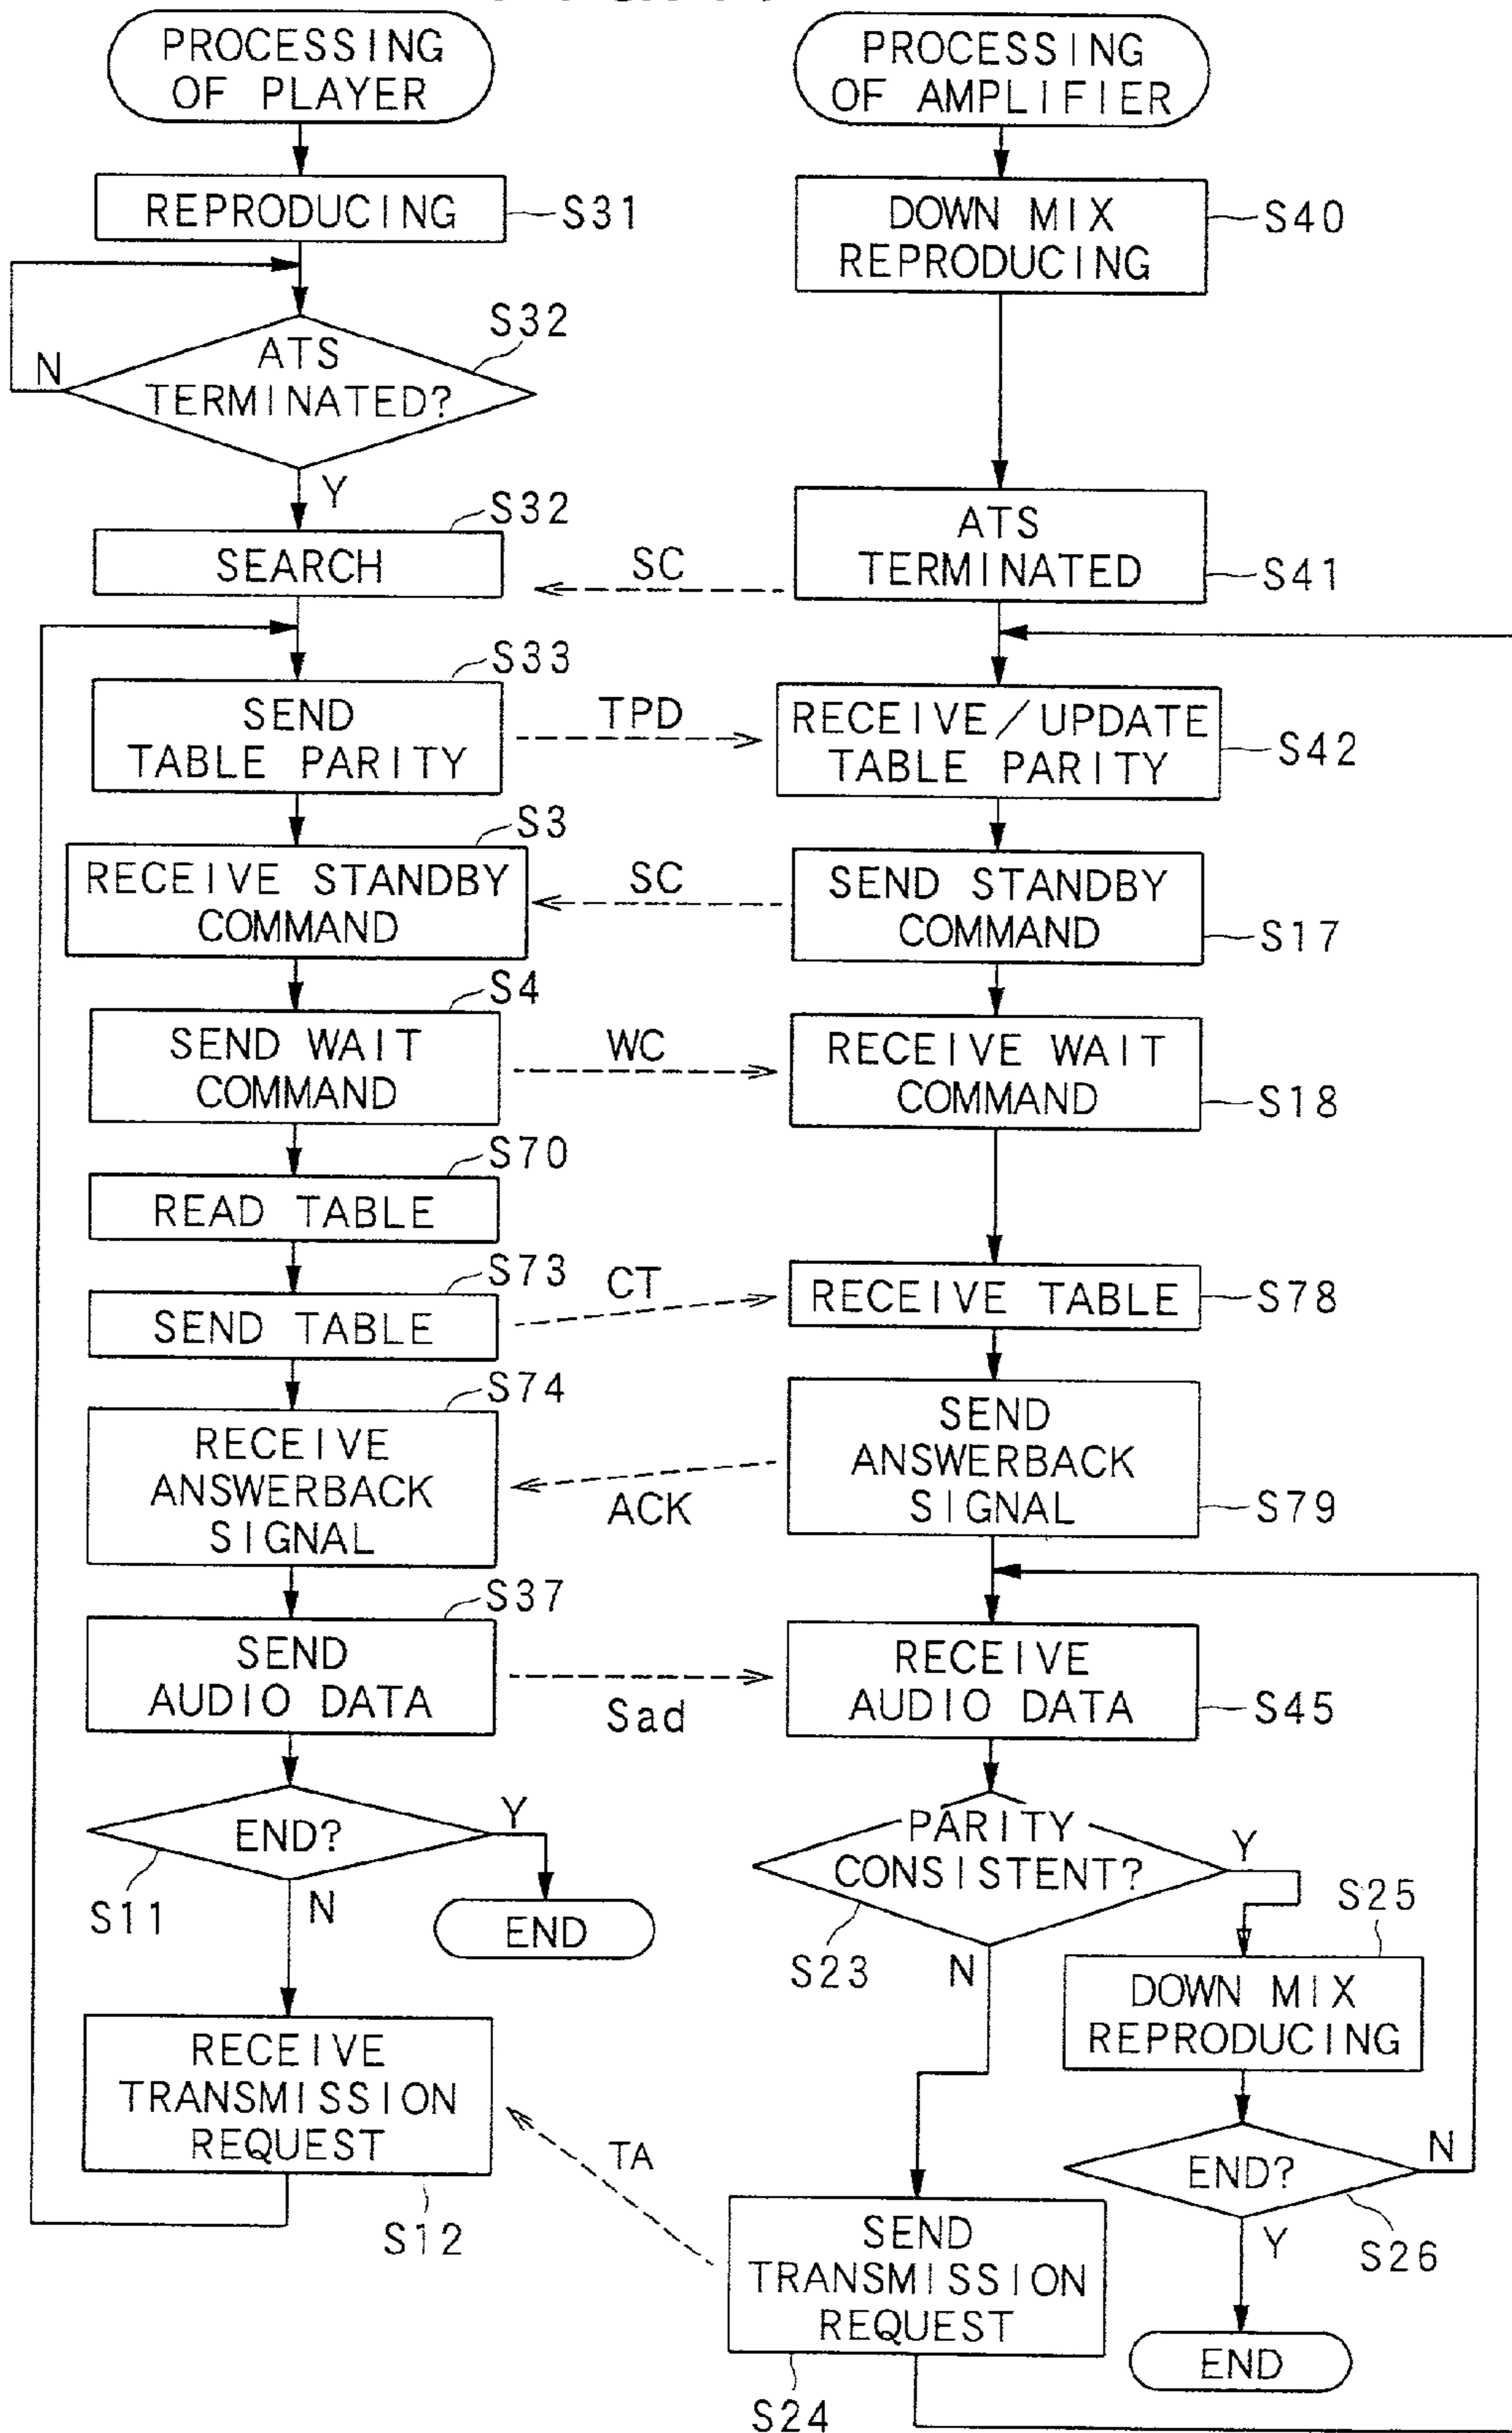 PROCESSING
OF PLAYER
REPRODUCING
S31
ATS
TERMINATED?
S32
N
Y
SEARCH
S32
SC
SEND
TABLE PARITY
S33
TPD
RECEIVE STANDBY
COMMAND
S3
SC
SEND WAIT
COMMAND
S4
WC
READ TABLE
S70
SEND TABLE
S73
CT
RECEIVE
ANSWERBACK
SIGNAL
S74
ACK
SEND
AUDIO DATA
S37
Sad
END?
S11
Y
N
END
RECEIVE
TRANSMISSION
REQUEST
S12
TA
PROCESSING
OF AMPLIFIER
DOWN MIX
REPRODUCING
S40
ATS
TERMINATED
S41
RECEIVE/UPDATE
TABLE PARITY
S42
SEND STANDBY
COMMAND
S17
RECEIVE WAIT
COMMAND
S18
RECEIVE TABLE
S78
SEND
ANSWERBACK
SIGNAL
S79
RECEIVE
AUDIO DATA
S45
PARITY
CONSISTENT?
S23
Y
N
S25
DOWN MIX
REPRODUCING
END?
N
S26
Y
END
SEND
TRANSMISSION
REQUEST
S24